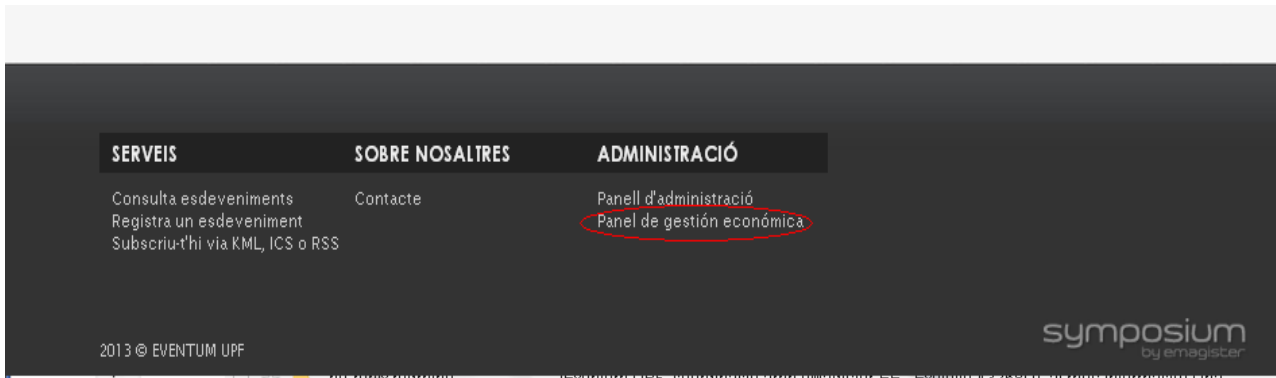 SERVEIS
Consulta esdeveniments
Registra un esdeveniment
Subscriu-t'hi via KML, ICS o RSS
SOBRE NOSALTRES
Contacte
ADMINISTRACIÓ
Panell d'administració
Panel de gestión económica
2013 © EVENTUM UPF
symposium
by emagister